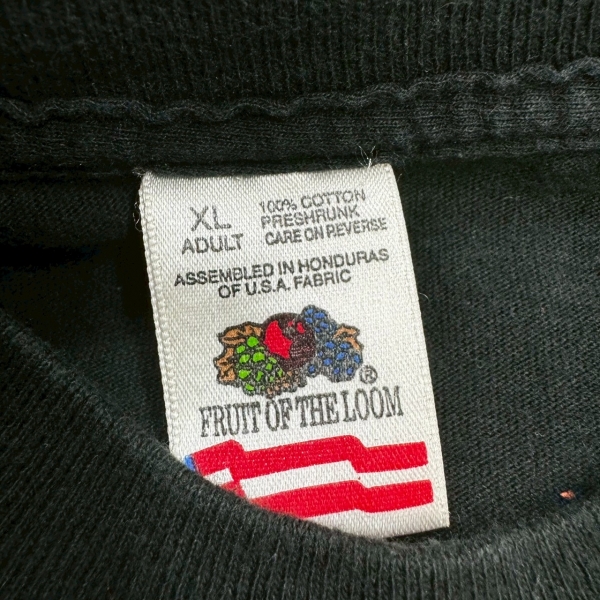 XL
ADULT
100% COTTON
PRESHRUNK
CARE ON REVERSE
ASSEMBLED IN HONDURAS
OF U.S.A. FABRIC
®
FRUIT OF THE LOOM